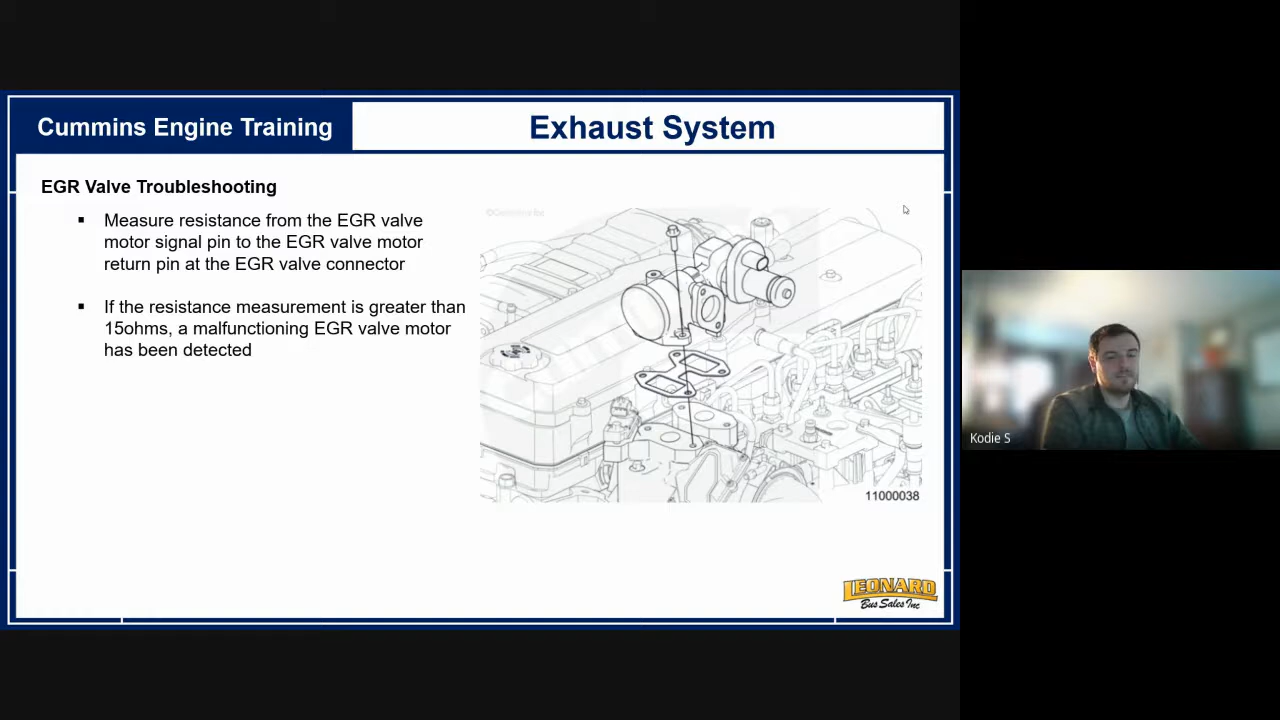 Cummins Engine Training
Exhaust System
EGR Valve Troubleshooting
Measure resistance from the EGR valve
motor signal pin to the EGR valve motor
return pin at the EGR valve connector
If the resistance measurement is greater than
15ohms, a malfunctioning EGR valve motor
has been detected
©Cummins Inc
11000038
LEONARD
Bus Sales Inc
Kodie S